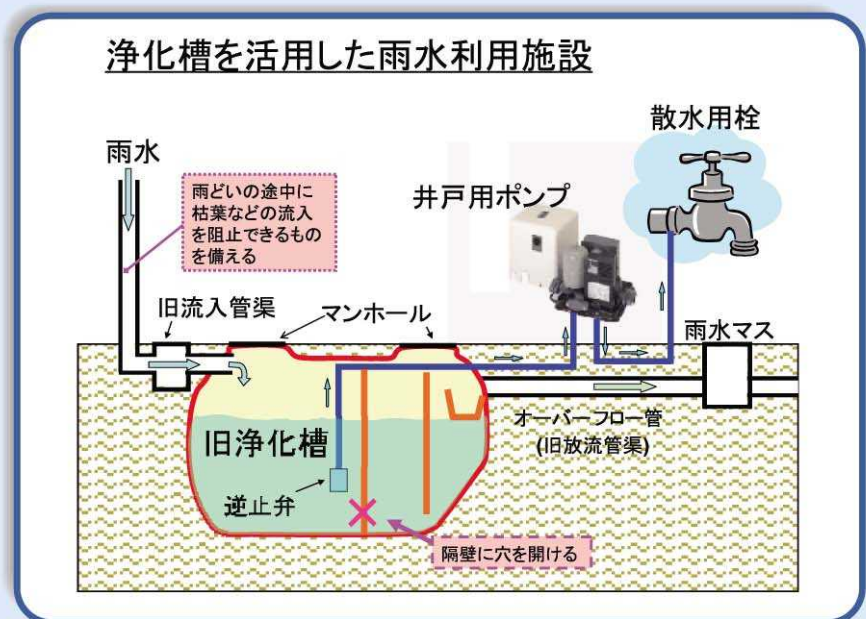 浄化槽を活用した雨水利用施設
散水用栓
雨水
井戸用ポンプ
雨どいの途中に
枯葉などの流入
を阻止できるもの
を備える
旧流入管渠
マンホール
雨水マス
オーバーフロー管
(旧放流管渠)
旧浄化槽
逆止弁
隔壁に穴を開ける